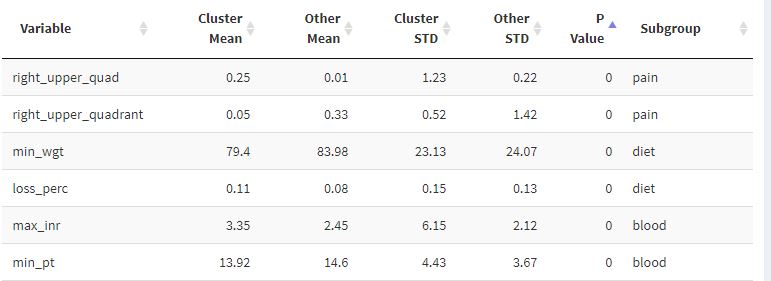 Variable Cluster Mean Other Mean Cluster STD Other STD P Value Subgroup
right_upper_quad 0.25 0.01 1.23 0.22 0 pain
right_upper_quadrant 0.05 0.33 0.52 1.42 0 pain
min_wgt 79.4 83.98 23.13 24.07 0 diet
loss_perc 0.11 0.08 0.15 0.13 0 diet
max_inr 3.35 2.45 6.15 2.12 0 blood
min_pt 13.92 14.6 4.43 3.67 0 blood